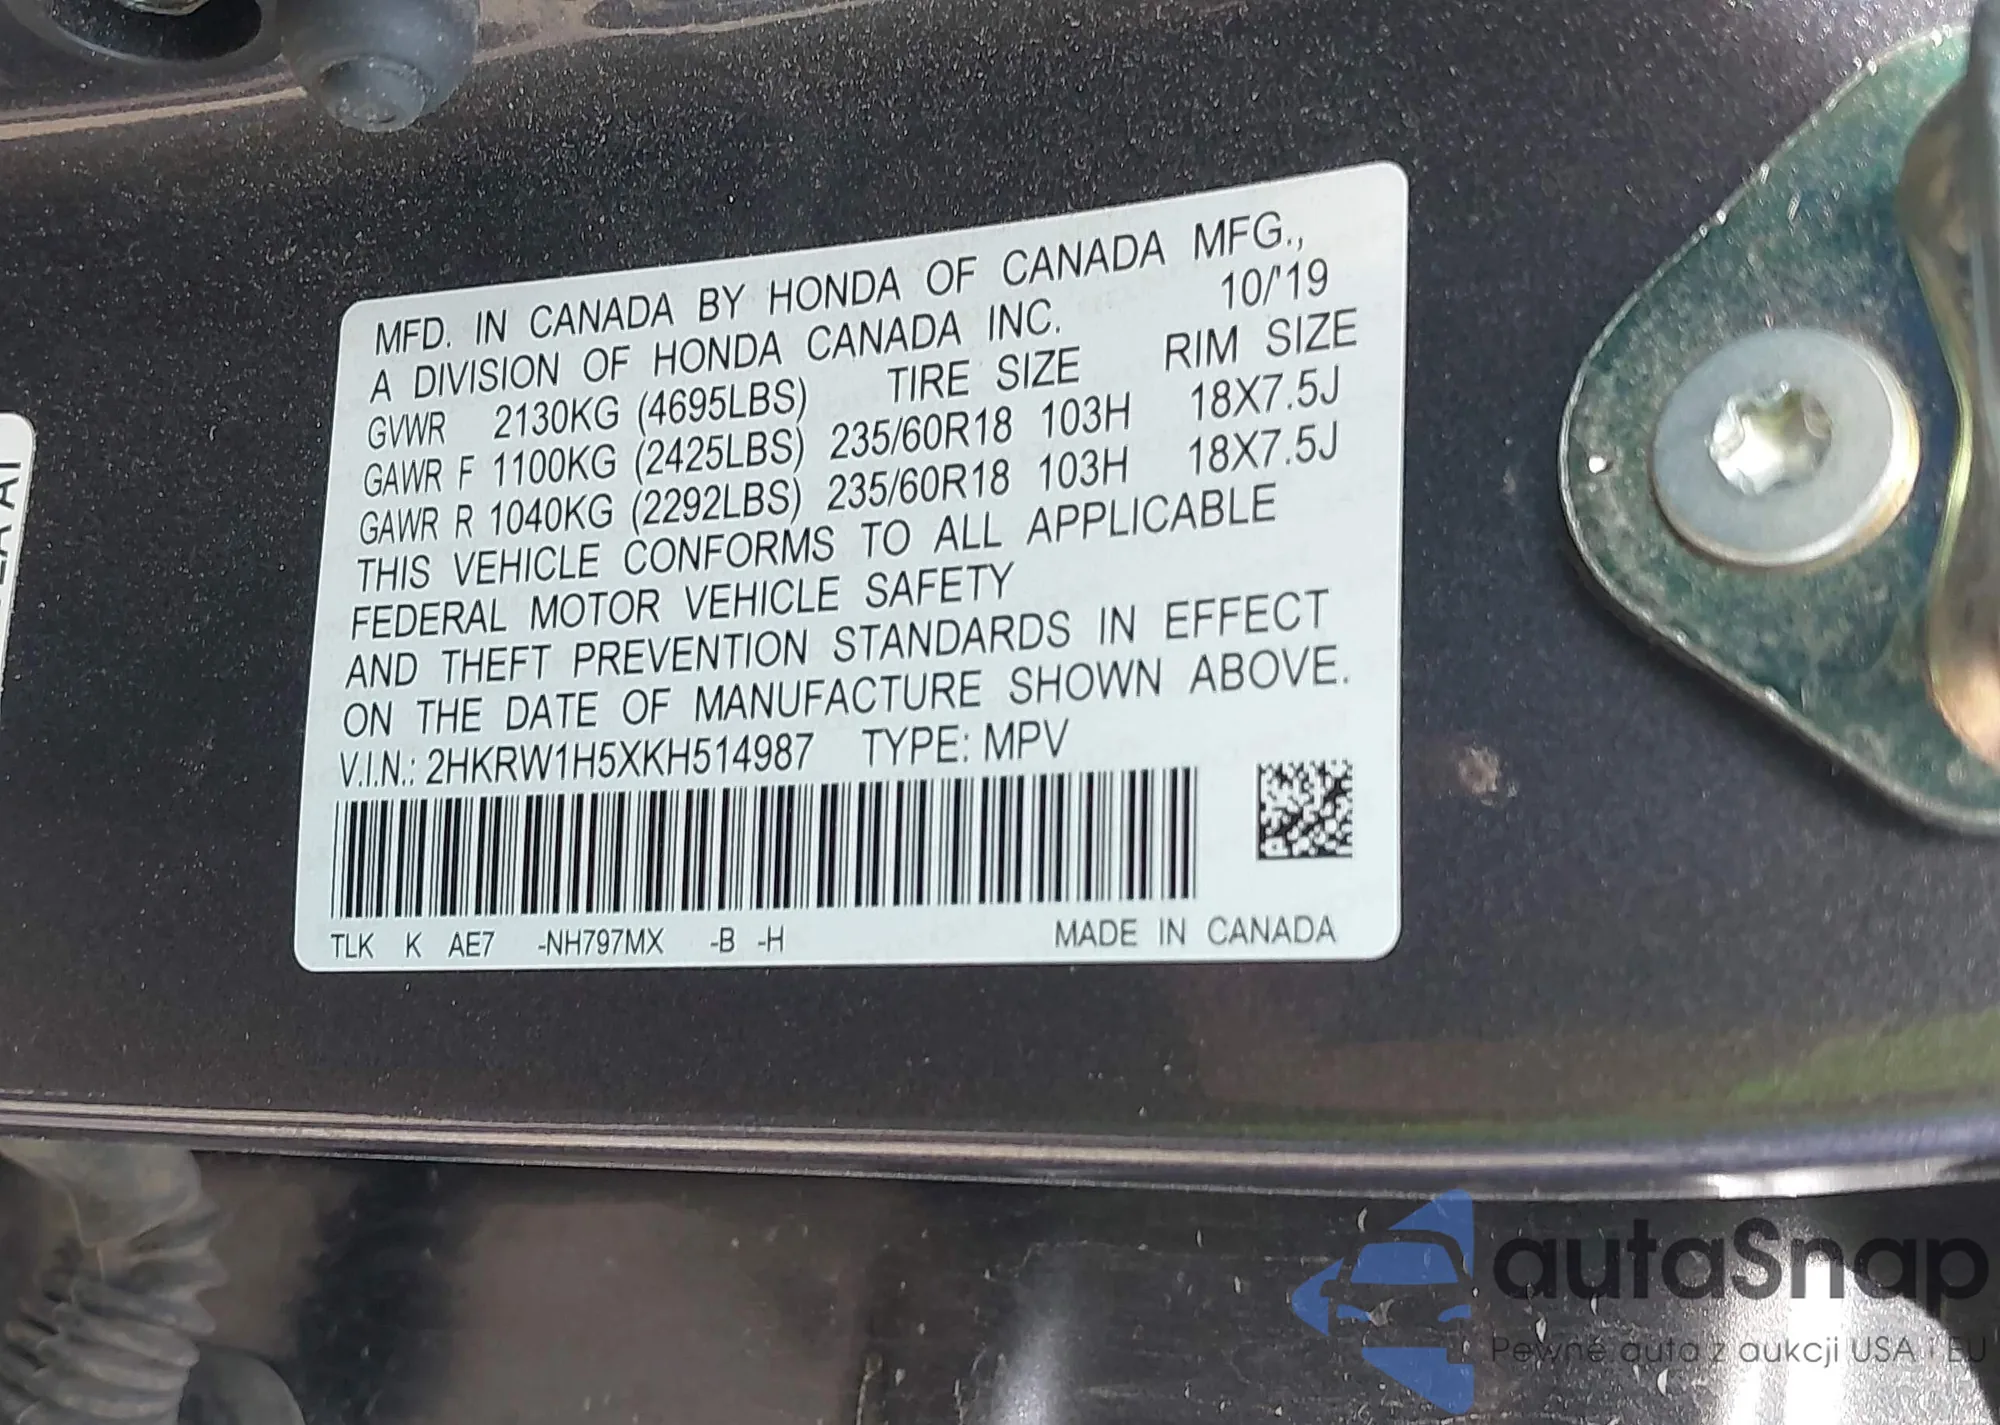 MFD. IN CANADA BY HONDA OF CANADA MFG.,
A DIVISION OF HONDA CANADA INC. 10/'19
GVWR 2130KG (4695LBS) TIRE SIZE RIM SIZE
GAWR F 1100KG (2425LBS) 235/60R18 103H 18X7.5J
GAWR R 1040KG (2292LBS) 235/60R18 103H 18X7.5J
THIS VEHICLE CONFORMS TO ALL APPLICABLE
FEDERAL MOTOR VEHICLE SAFETY
AND THEFT PREVENTION STANDARDS IN EFFECT
ON THE DATE OF MANUFACTURE SHOWN ABOVE.
V.I.N.: 2HKRW1H5XKH514987 TYPE: MPV
TLK K AE7 -NH797MX -B -H MADE IN CANADA
autaSnap
Pewne auta z aukcji USA i EU